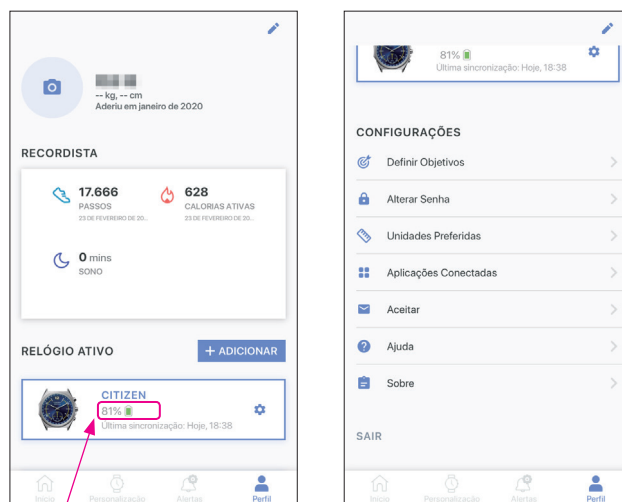 -- kg, -- cm
Aderiu em janeiro de 2020
RECORDISTA
17.666
PASSOS
23 DE FEVEREIRO DE 20..
628
CALORIAS ATIVAS
23 DE FEVEREIRO DE 20..
0 mins
SONO
RELÓGIO ATIVO
+ ADICIONAR
CITIZEN
81%
Última sincronização: Hoje, 18:38
Início
Personalização
Alertas
Perfil
81%
Última sincronização: Hoje, 18:38
CONFIGURAÇÕES
Definir Objetivos
Alterar Senha
Unidades Preferidas
Aplicações Conectadas
Aceitar
Ajuda
Sobre
SAIR
Início
Personalização
Alertas
Perfil